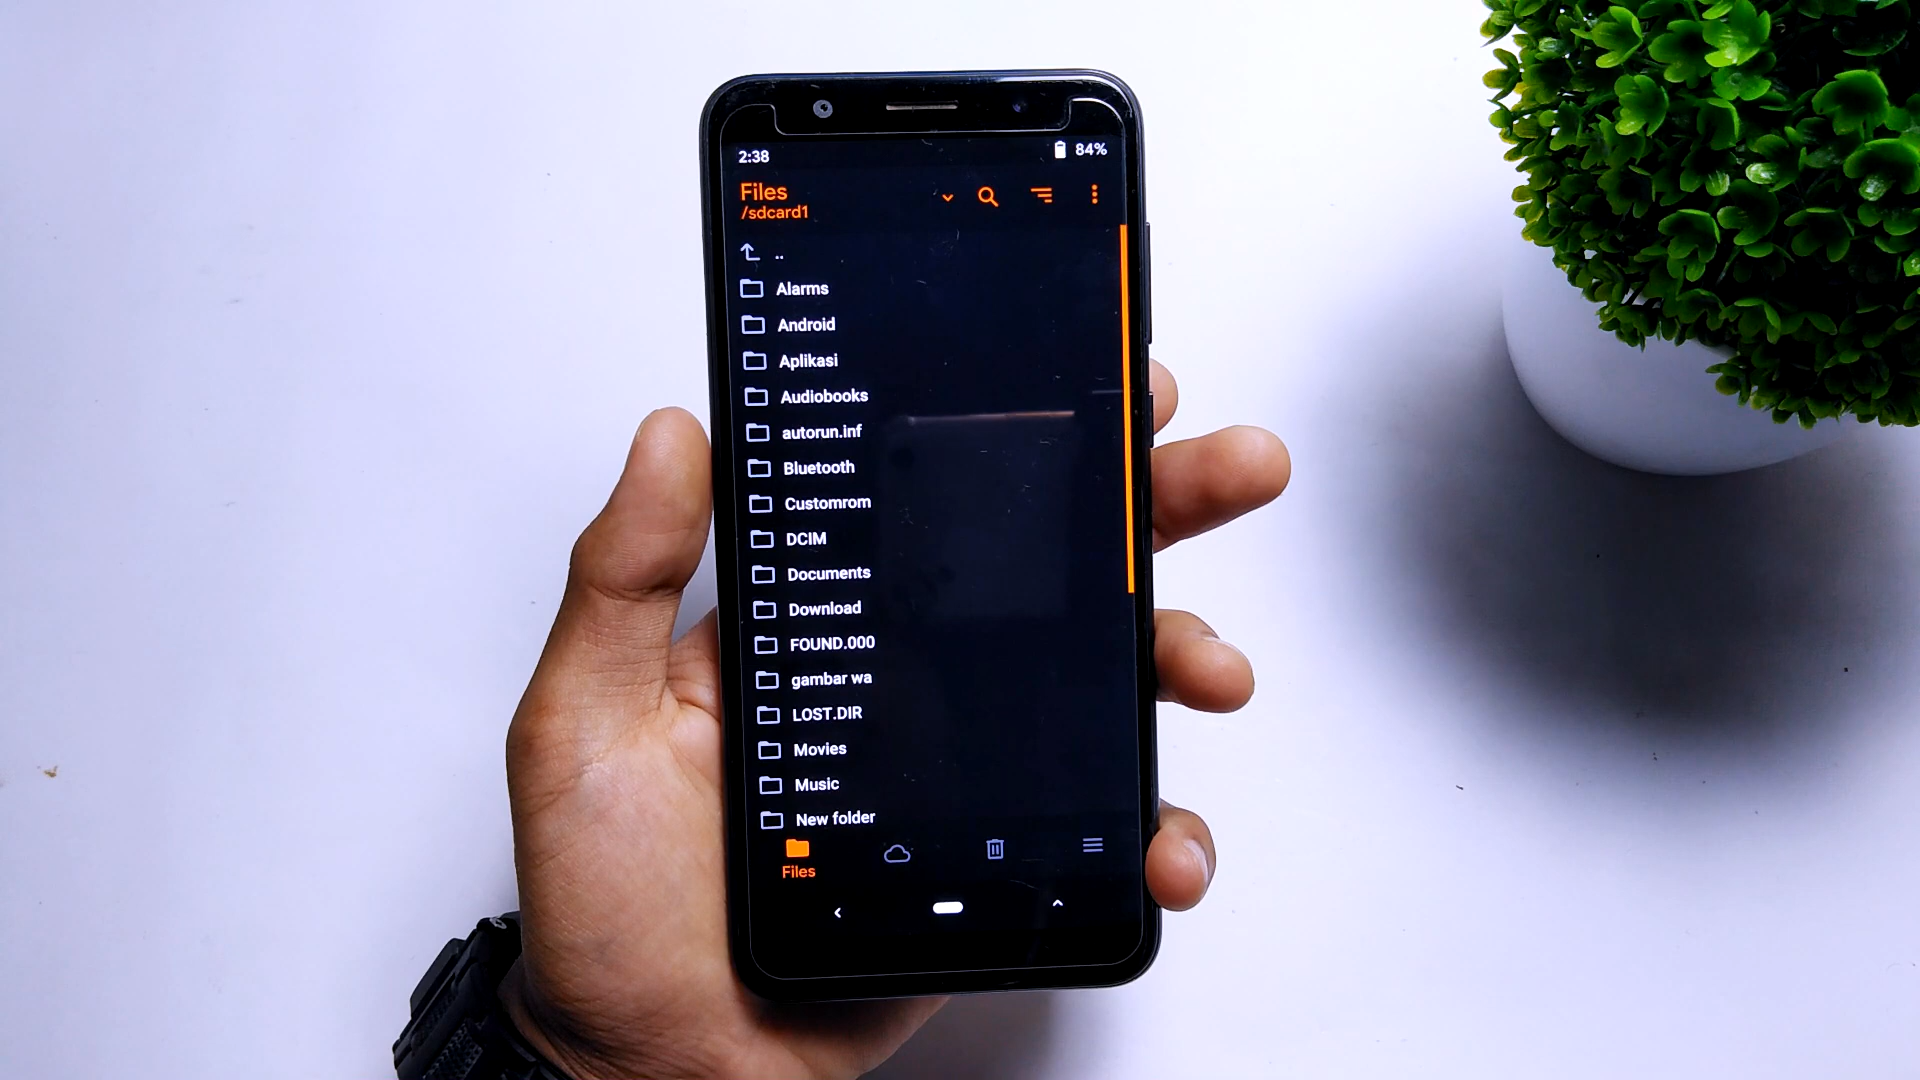 2:38
84%
Files
/sdcard1
..
Alarms
Android
Aplikasi
Audiobooks
autorun.inf
Bluetooth
Customrom
DCIM
Documents
Download
FOUND.000
gambar wa
LOST.DIR
Movies
Music
New folder
Files